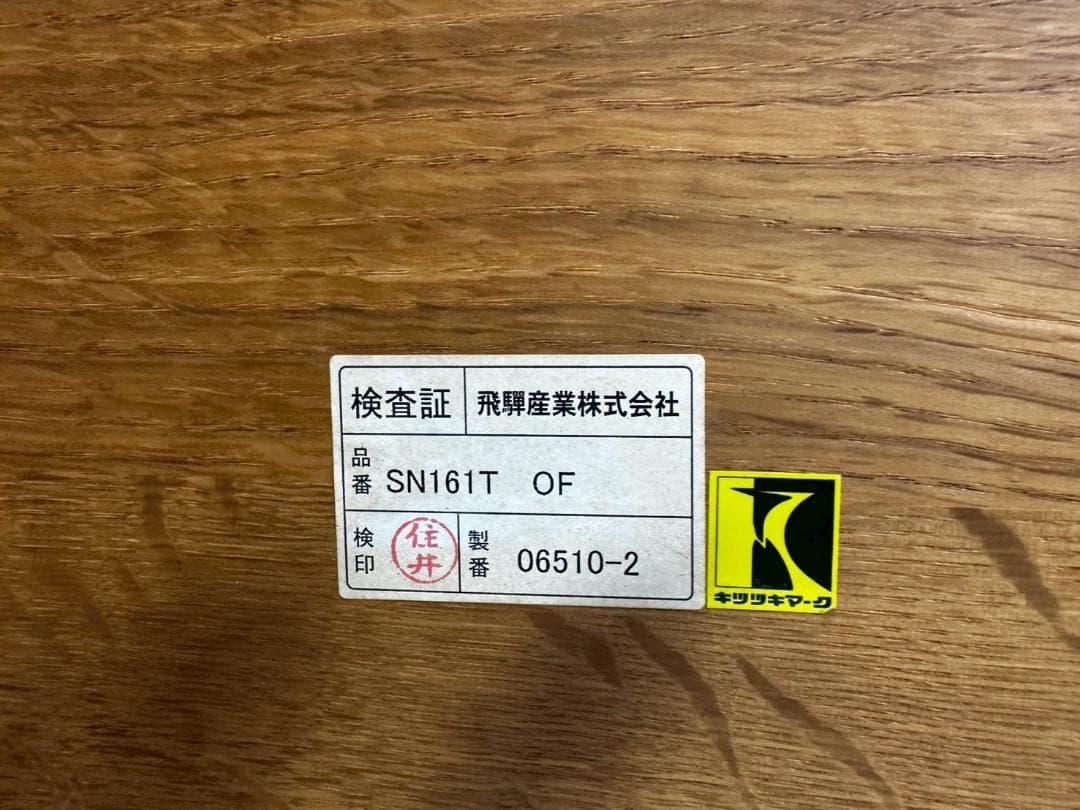 検査証 飛騨産業株式会社
品番 SN161T OF
検印 住井 製番 06510-2
キツツキマーク